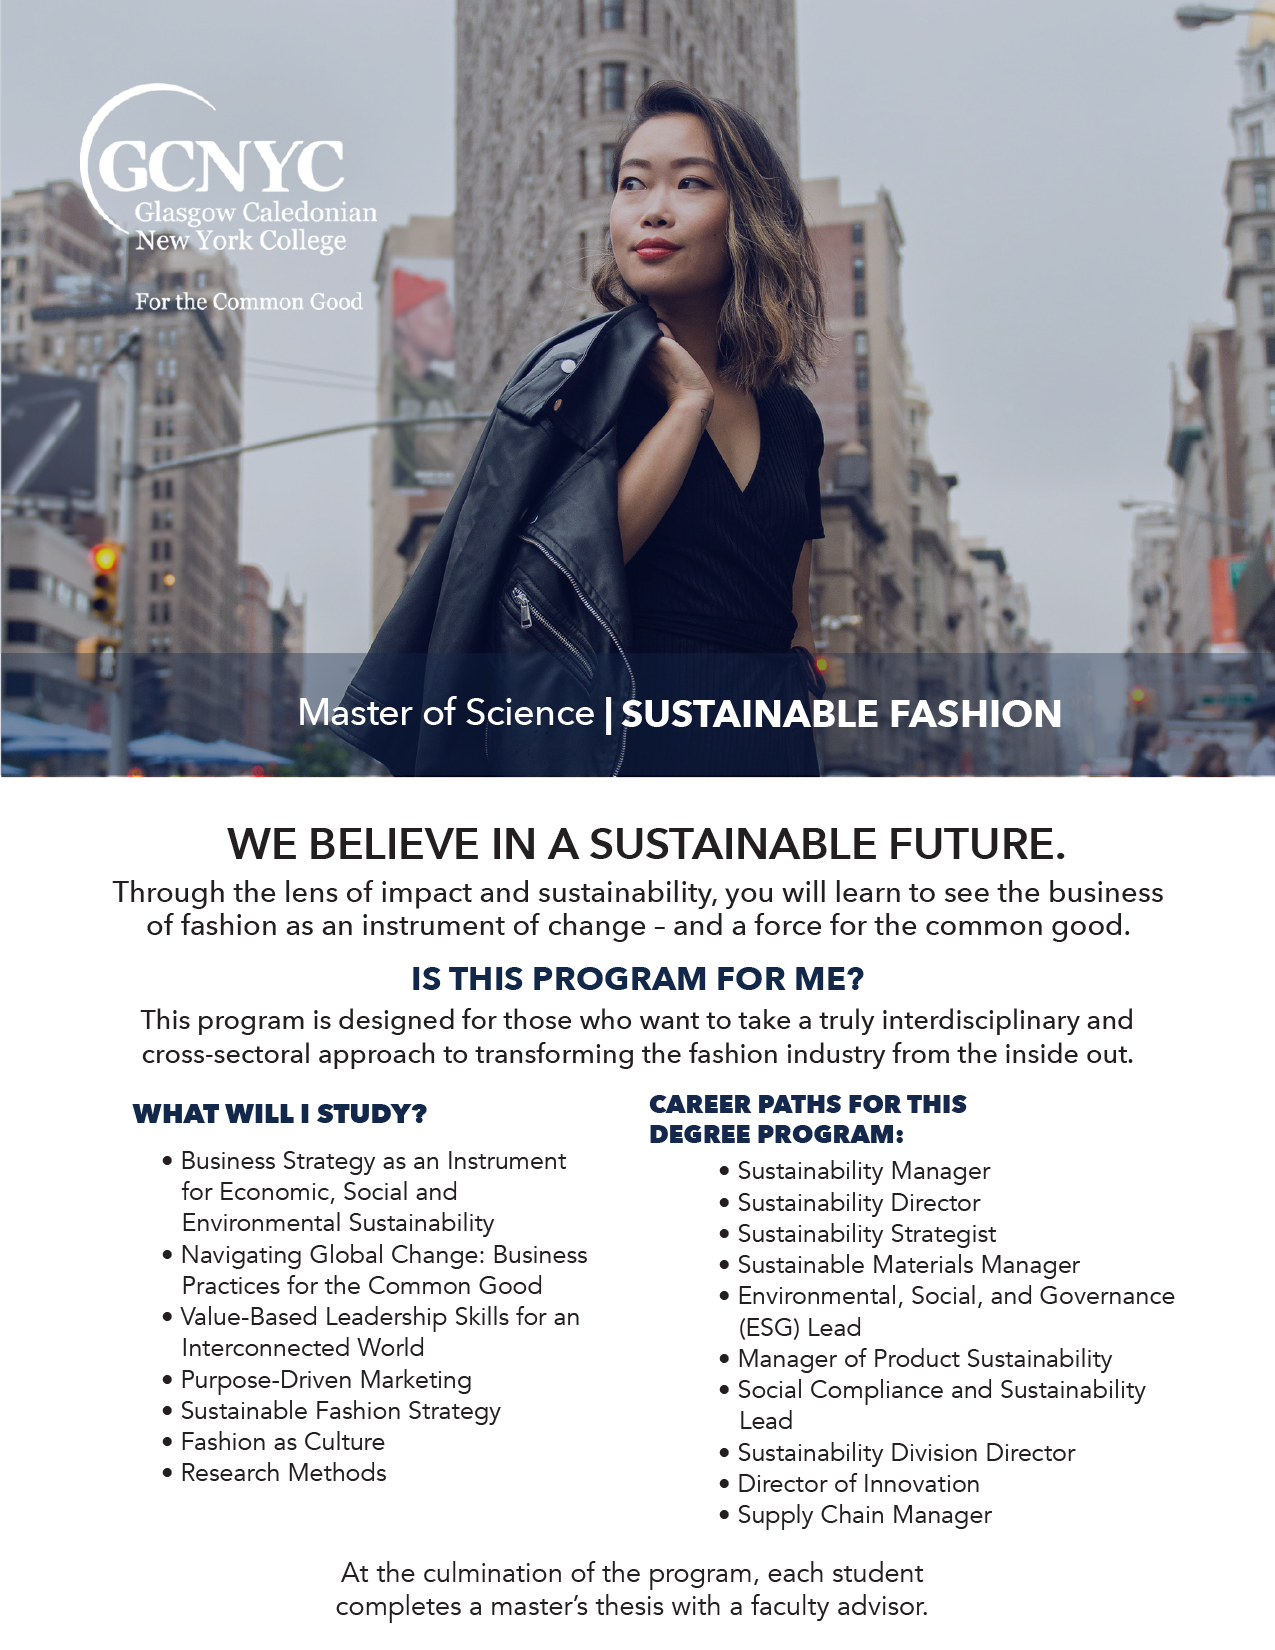 GCNYC
Glasgow Caledonian
New York College
For the Common Good
Master of Science | SUSTAINABLE FASHION
WE BELIEVE IN A SUSTAINABLE FUTURE.
Through the lens of impact and sustainability, you will learn to see the business
of fashion as an instrument of change – and a force for the common good.
IS THIS PROGRAM FOR ME?
This program is designed for those who want to take a truly interdisciplinary and
cross-sectoral approach to transforming the fashion industry from the inside out.
WHAT WILL I STUDY?
• Business Strategy as an Instrument
for Economic, Social and
Environmental Sustainability
• Navigating Global Change: Business
Practices for the Common Good
• Value-Based Leadership Skills for an
Interconnected World
• Purpose-Driven Marketing
• Sustainable Fashion Strategy
• Fashion as Culture
• Research Methods
CAREER PATHS FOR THIS
DEGREE PROGRAM:
• Sustainability Manager
• Sustainability Director
• Sustainability Strategist
• Sustainable Materials Manager
• Environmental, Social, and Governance
(ESG) Lead
• Manager of Product Sustainability
• Social Compliance and Sustainability
Lead
• Sustainability Division Director
• Director of Innovation
• Supply Chain Manager
At the culmination of the program, each student
completes a master’s thesis with a faculty advisor.